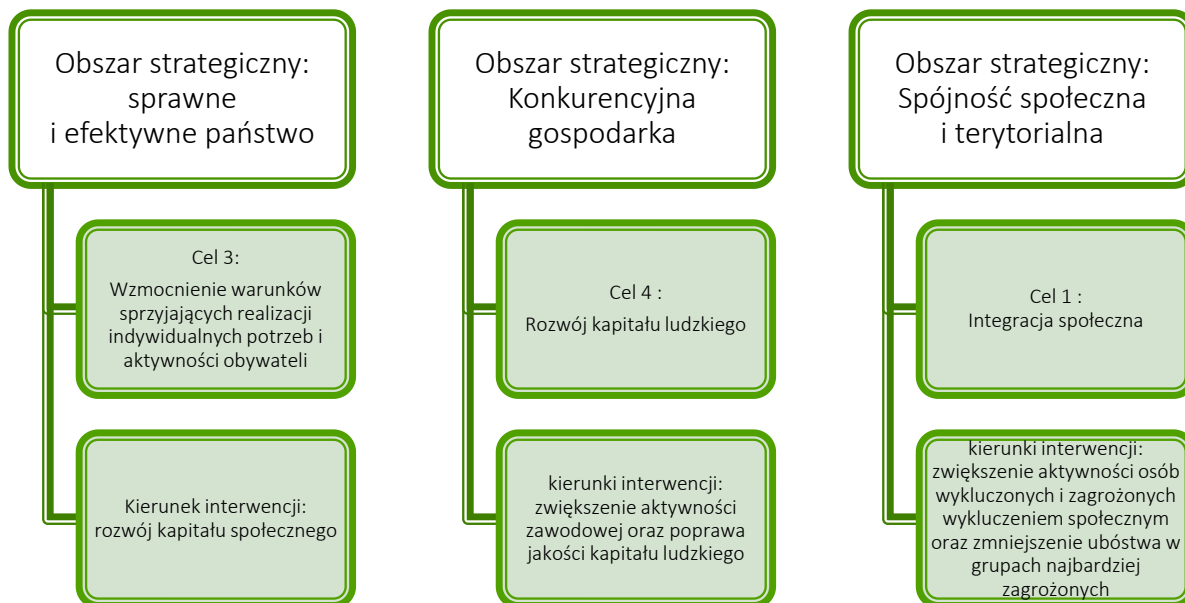 Obszar strategiczny:
sprawne
i efektywne państwo
Cel 3:
Wzmocnienie warunków
sprzyjających realizacji
indywidualnych potrzeb i
aktywności obywateli
Kierunek interwencji:
rozwój kapitału społecznego
Obszar strategiczny:
Konkurencyjna
gospodarka
Cel 4 :
Rozwój kapitału ludzkiego
kierunki interwencji:
zwiększenie aktywności
zawodowej oraz poprawa
jakości kapitału ludzkiego
Obszar strategiczny:
Spójność społeczna
i terytorialna
Cel 1 :
Integracja społeczna
kierunki interwencji:
zwiększenie aktywności osób
wykluczonych i zagrożonych
wykluczeniem społecznym
oraz zmniejszenie ubóstwa w
grupach najbardziej
zagrożonych